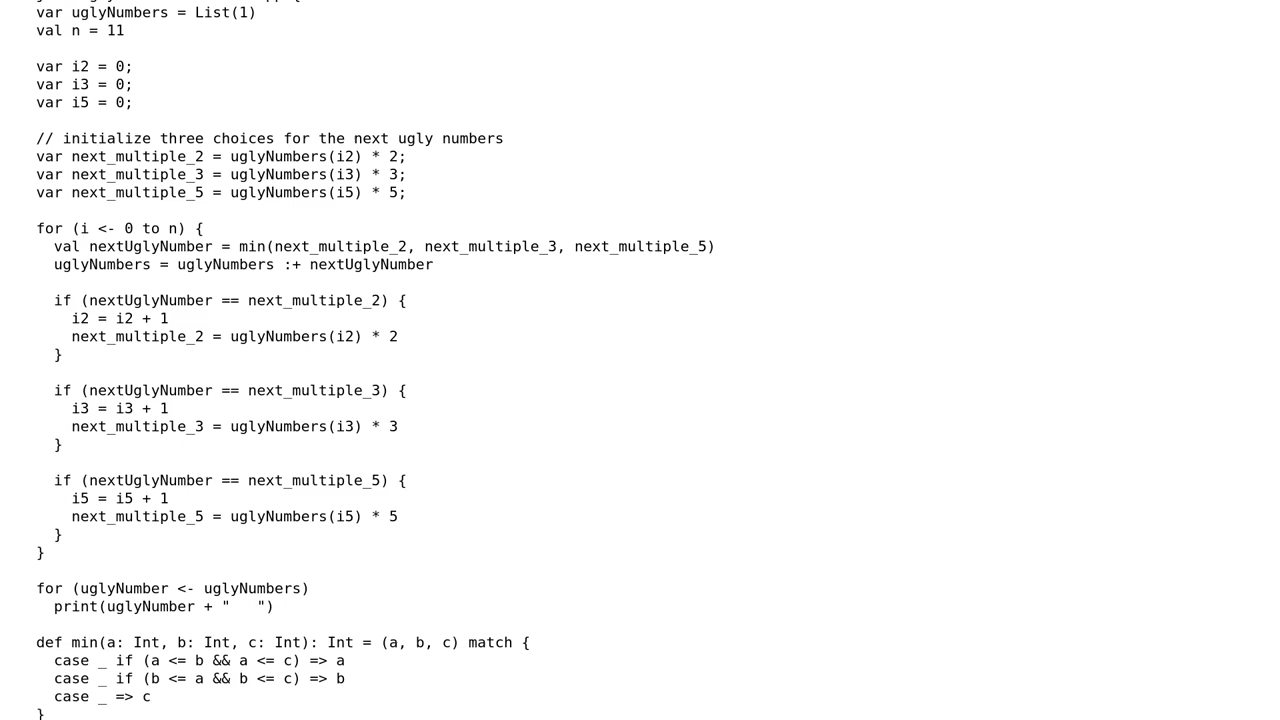 var uglyNumbers = List(1)
val n = 11
var i2 = 0;
var i3 = 0;
var i5 = 0;
// initialize three choices for the next ugly numbers
var next_multiple_2 = uglyNumbers(i2) * 2;
var next_multiple_3 = uglyNumbers(i3) * 3;
var next_multiple_5 = uglyNumbers(i5) * 5;
for (i <- 0 to n) {
  val nextUglyNumber = min(next_multiple_2, next_multiple_3, next_multiple_5)
  uglyNumbers = uglyNumbers :+ nextUglyNumber
  if (nextUglyNumber == next_multiple_2) {
    i2 = i2 + 1
    next_multiple_2 = uglyNumbers(i2) * 2
  }
  if (nextUglyNumber == next_multiple_3) {
    i3 = i3 + 1
    next_multiple_3 = uglyNumbers(i3) * 3
  }
  if (nextUglyNumber == next_multiple_5) {
    i5 = i5 + 1
    next_multiple_5 = uglyNumbers(i5) * 5
  }
}
for (uglyNumber <- uglyNumbers)
  print(uglyNumber + "   ")
def min(a: Int, b: Int, c: Int): Int = (a, b, c) match {
  case _ if (a <= b && a <= c) => a
  case _ if (b <= a && b <= c) => b
  case _ => c
}